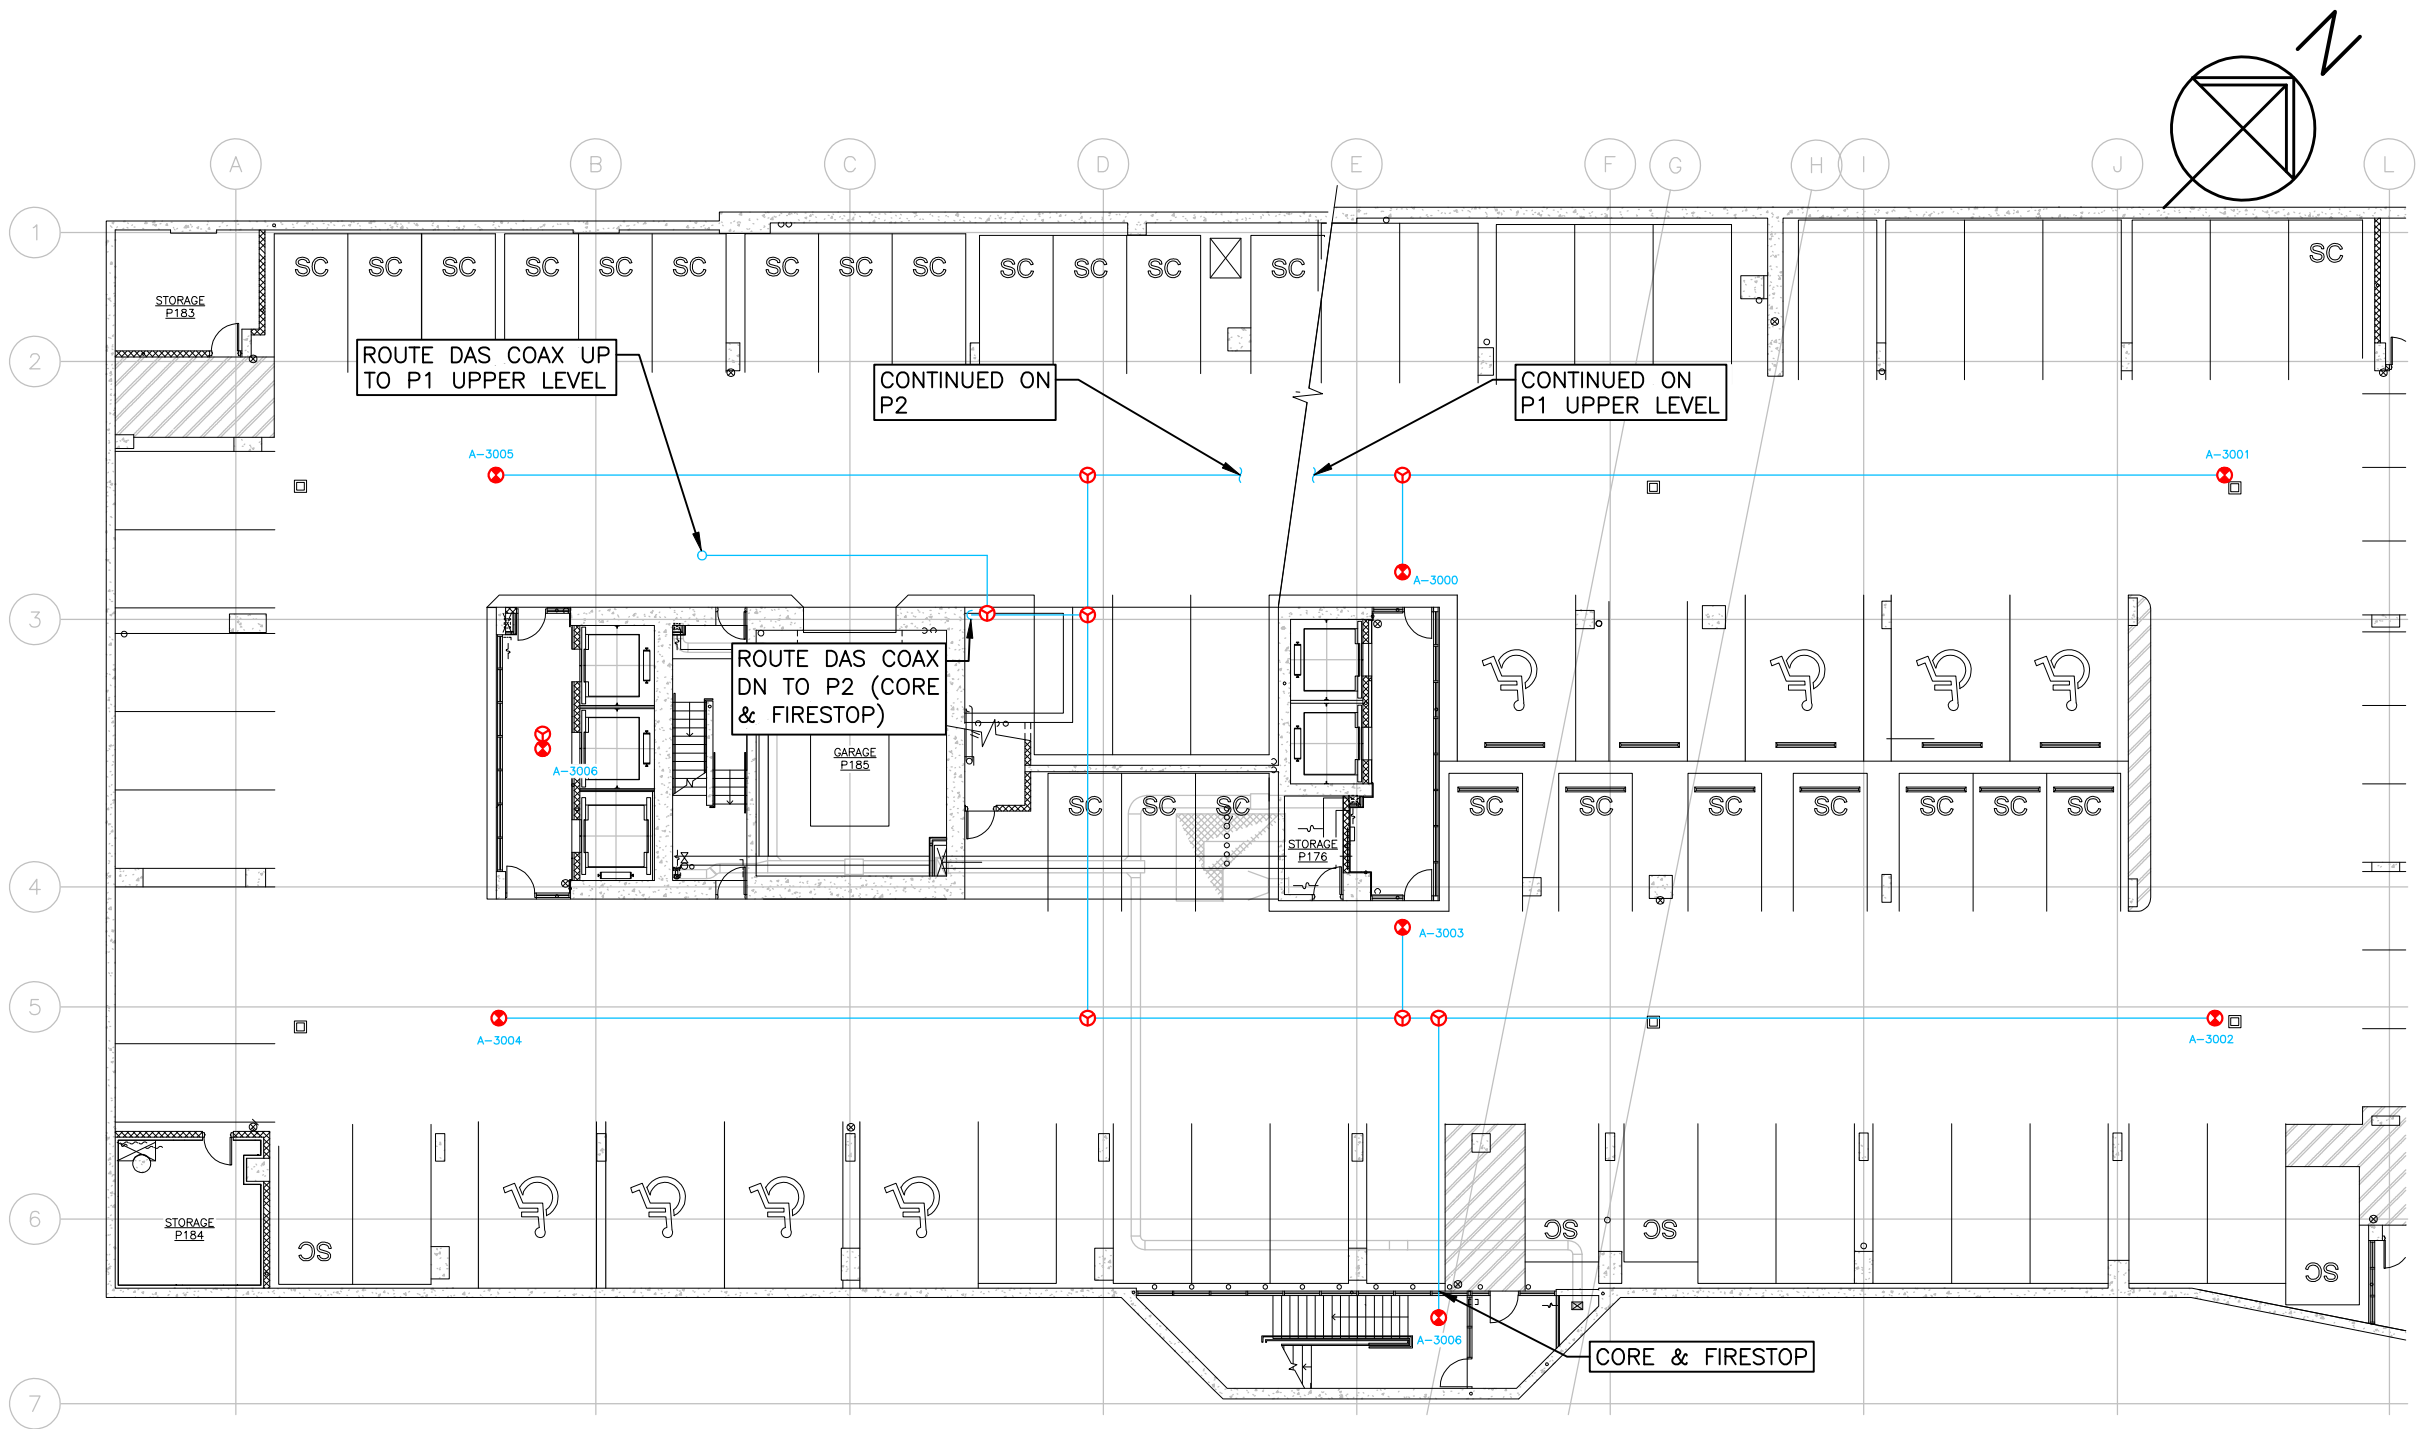 N
A
B
C
D
E
F
G
H
I
J
L
1
SC SC SC SC SC SC SC SC SC SC SC SC SC SC
STORAGE
P183
2
ROUTE DAS COAX UP
TO P1 UPPER LEVEL
CONTINUED ON
P2
CONTINUED ON
P1 UPPER LEVEL
A-3005
A-3001
A-3000
3
ROUTE DAS COAX
DN TO P2 (CORE
& FIRESTOP)
GARAGE
P185
A-3006
SC SC SC SC SC SC SC SC SC SC
STORAGE
P176
4
A-3003
5
A-3004
A-3002
6
STORAGE
P184
SC
SC
SC
SC
A-3006
CORE & FIRESTOP
7